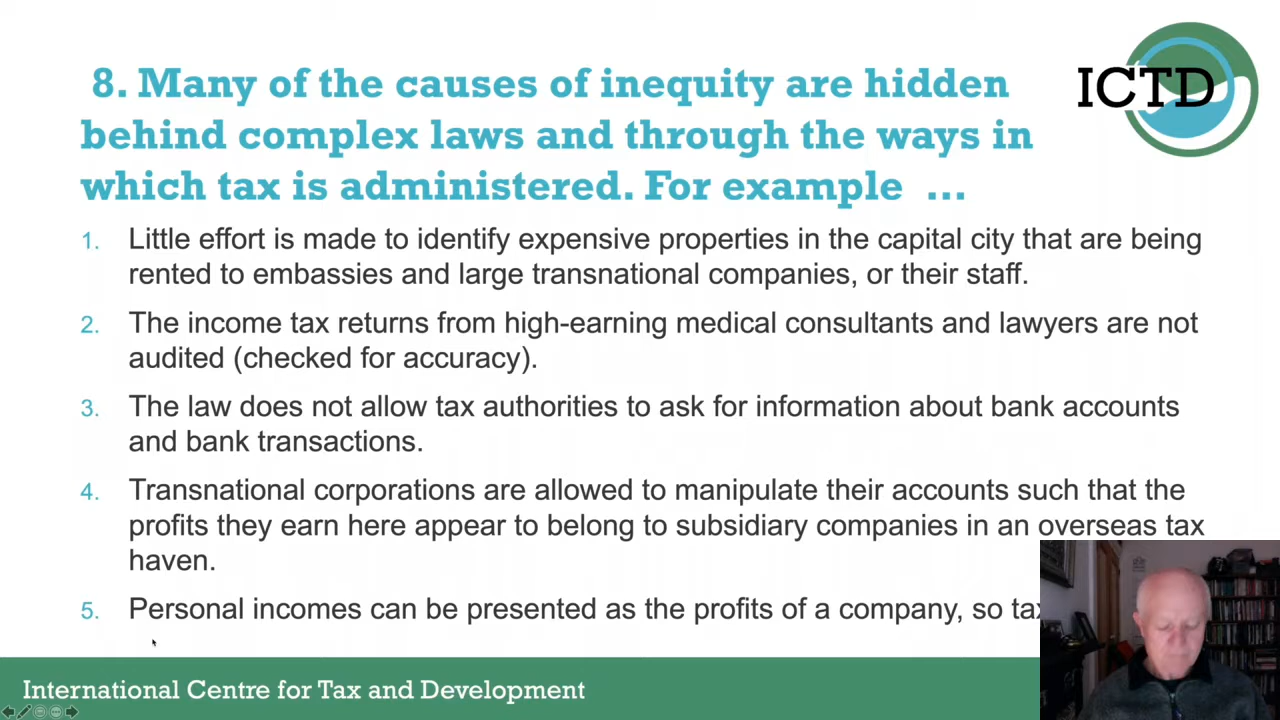 8. Many of the causes of inequity are hidden
behind complex laws and through the ways in
which tax is administered. For example ...
ICTD
1. Little effort is made to identify expensive properties in the capital city that are being
rented to embassies and large transnational companies, or their staff.
2. The income tax returns from high-earning medical consultants and lawyers are not
audited (checked for accuracy).
3. The law does not allow tax authorities to ask for information about bank accounts
and bank transactions.
4. Transnational corporations are allowed to manipulate their accounts such that the
profits they earn here appear to belong to subsidiary companies in an overseas tax
haven.
5. Personal incomes can be presented as the profits of a company, so
International Centre for Tax and Development